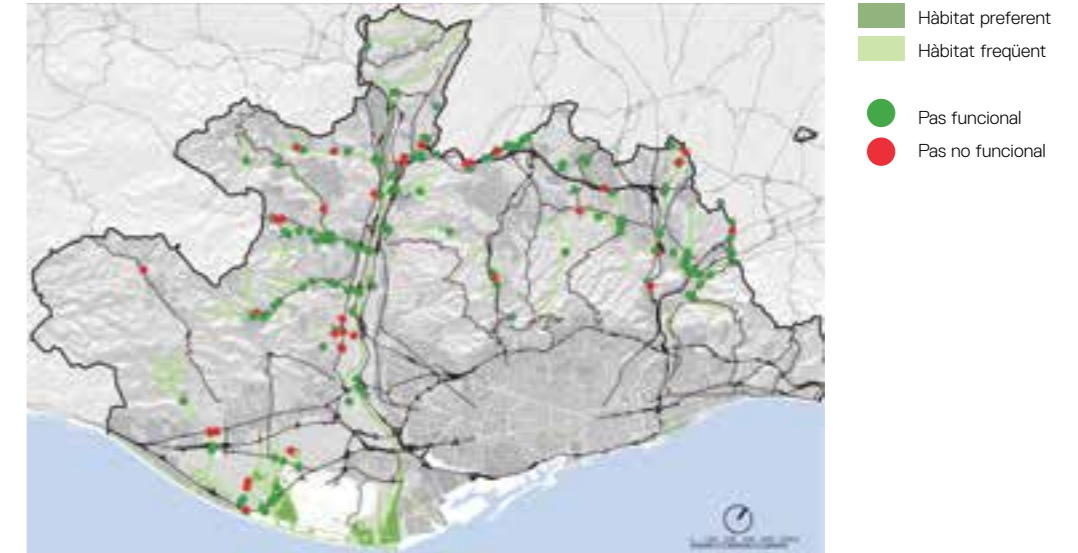 Hàbitat preferent
Hàbitat freqüent
Pas funcional
Pas no funcional